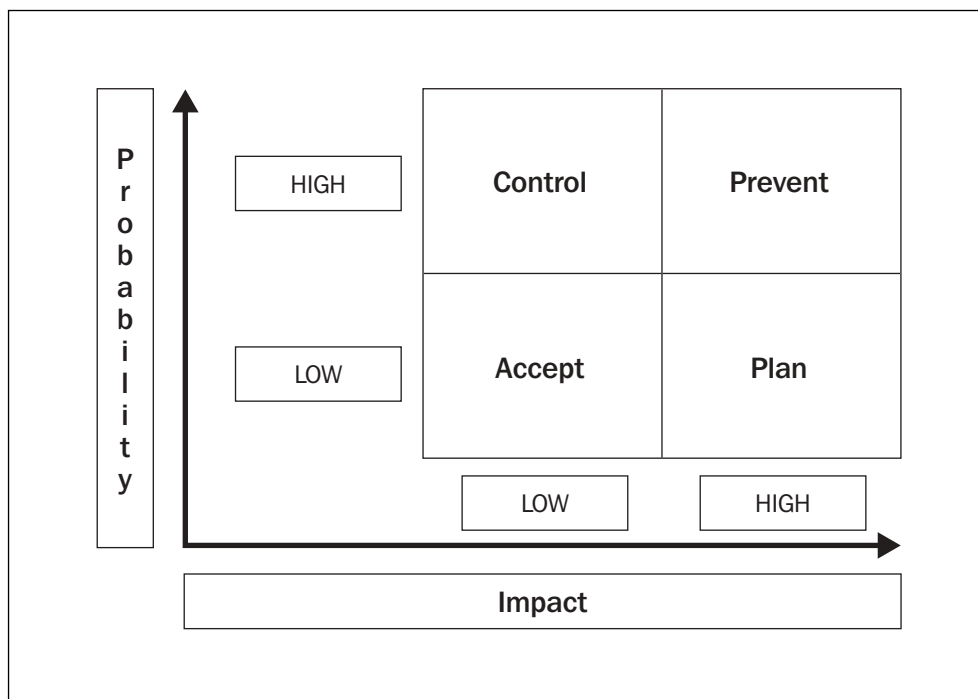 Probability
HIGH
Control
Prevent
LOW
Accept
Plan
LOW
HIGH
Impact